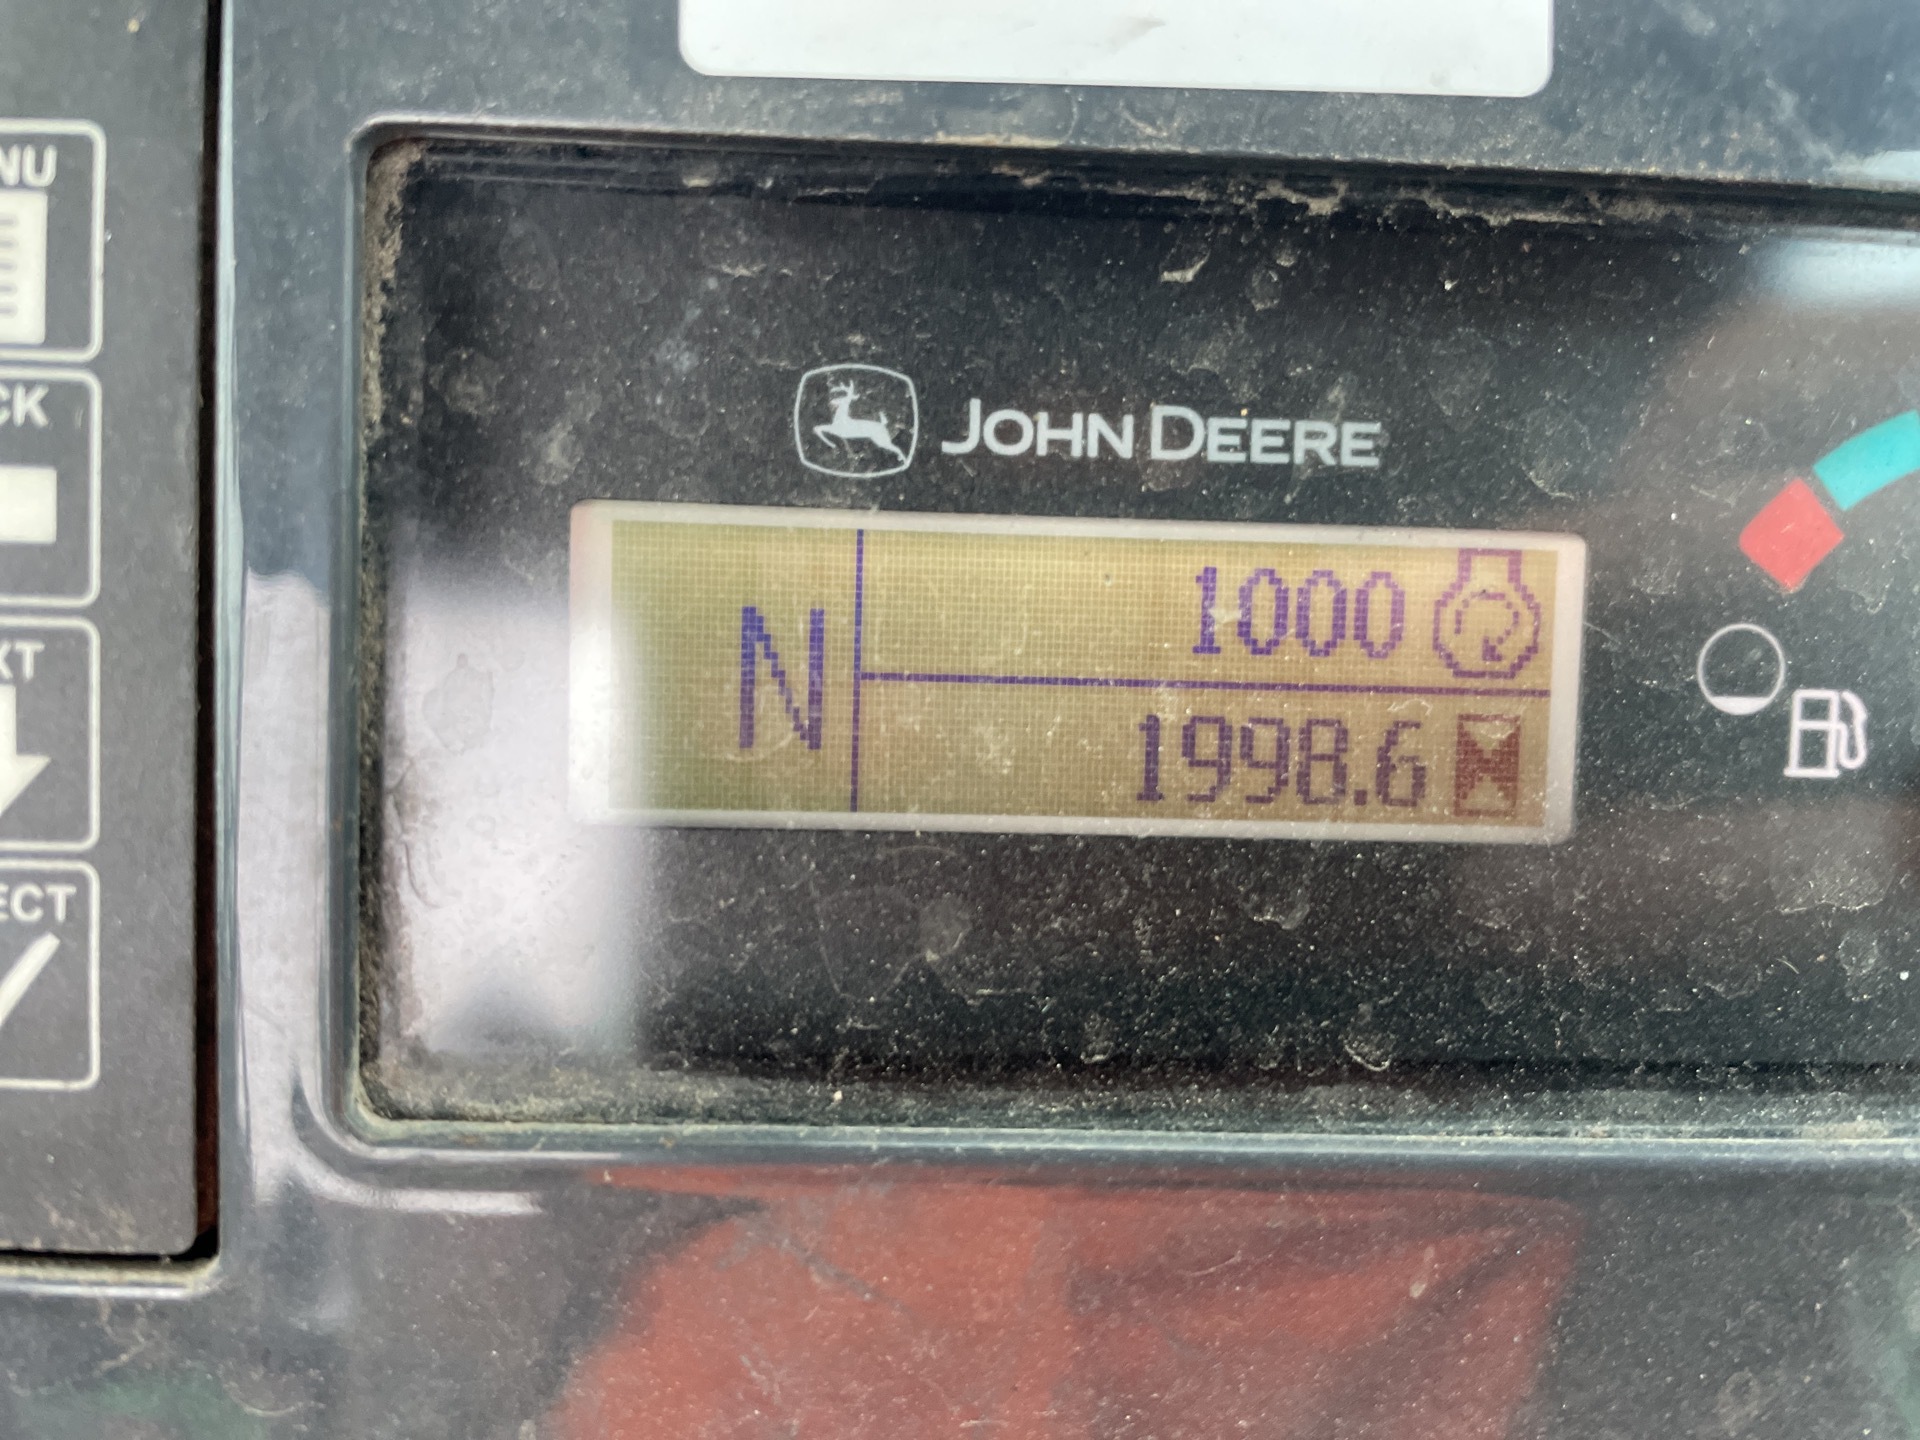 NU
CK
XT
ECT
JOHN DEERE
N
1000
1998.6